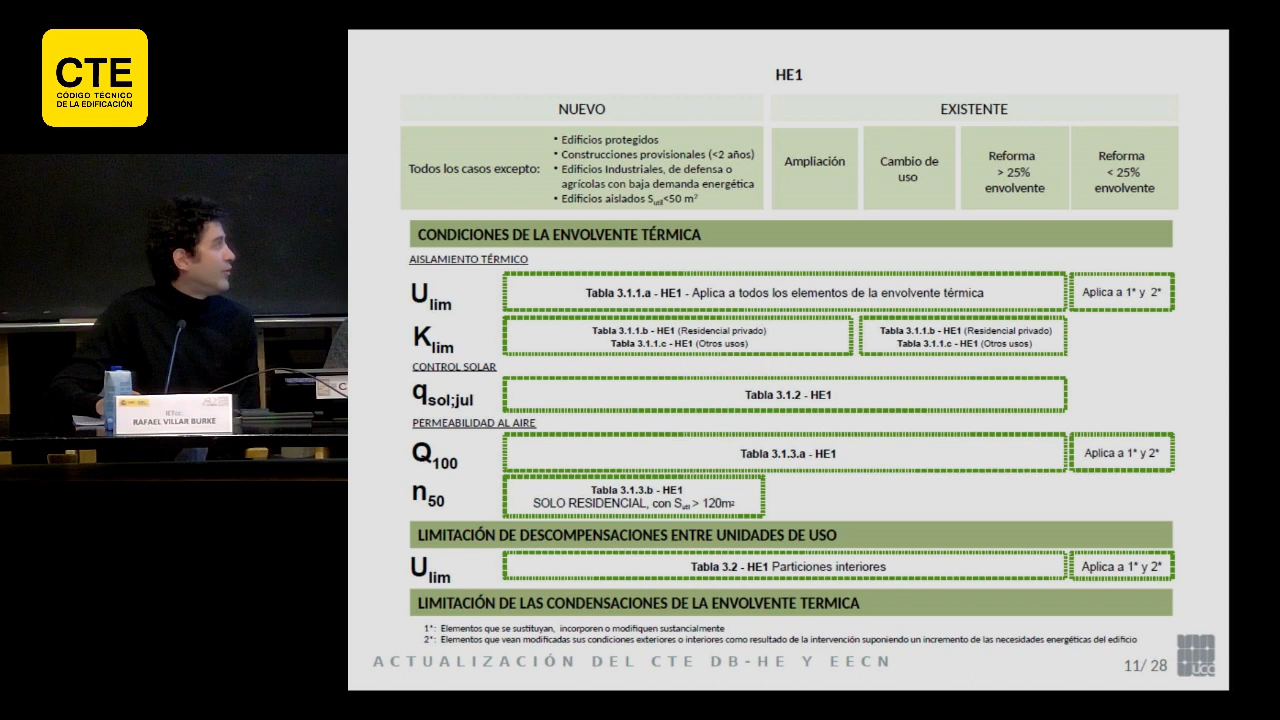 CTE
CÓDIGO TÉCNICO
DE LA EDIFICACIÓN
IETcc
RAFAEL VILLAR BURKE
HE1
NUEVO
EXISTENTE
Todos los casos excepto:
• Edificios protegidos
• Construcciones provisionales (<2 años)
• Edificios Industriales, de defensa o
agrícolas con baja demanda energética
• Edificios aislados Sutil<50 m²
Ampliación
Cambio de
uso
Reforma
> 25%
envolvente
Reforma
< 25%
envolvente
CONDICIONES DE LA ENVOLVENTE TÉRMICA
AISLAMIENTO TÉRMICO
Ulim
Tabla 3.1.1.a - HE1 - Aplica a todos los elementos de la envolvente térmica
Aplica a 1* y 2*
Klim
Tabla 3.1.1.b - HE1 (Residencial privado)
Tabla 3.1.1.c - HE1 (Otros usos)
Tabla 3.1.1.b - HE1 (Residencial privado)
Tabla 3.1.1.c - HE1 (Otros usos)
CONTROL SOLAR
qsol;jul
Tabla 3.1.2 - HE1
PERMEABILIDAD AL AIRE
Q100
Tabla 3.1.3.a - HE1
Aplica a 1* y 2*
n50
Tabla 3.1.3.b - HE1
SOLO RESIDENCIAL, con Sutil > 120m²
LIMITACIÓN DE DESCOMPENSACIONES ENTRE UNIDADES DE USO
Ulim
Tabla 3.2 - HE1 Particiones interiores
Aplica a 1* y 2*
LIMITACIÓN DE LAS CONDENSACIONES DE LA ENVOLVENTE TERMICA
1*: Elementos que se sustituyan, incorporen o modifiquen sustancialmente
2*: Elementos que vean modificadas sus condiciones exteriores o interiores como resultado de la intervención suponiendo un incremento de las necesidades energéticas del edificio
ACTUALIZACIÓN DEL CTE DB-HE Y EECN
11/ 28